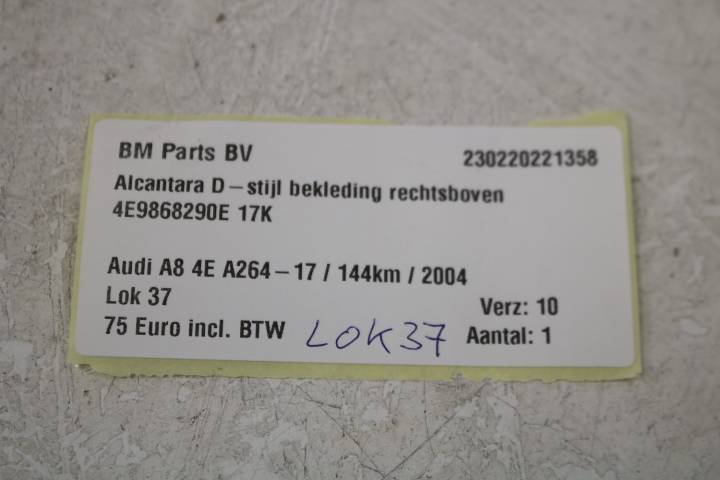 BM Parts BV 230220221358
Alcantara D-stijl bekleding rechtsboven
4E9868290E 17K
Audi A8 4E A264-17 / 144km / 2004
Lok 37 Verz: 10
75 Euro incl. BTW LOK37 Aantal: 1